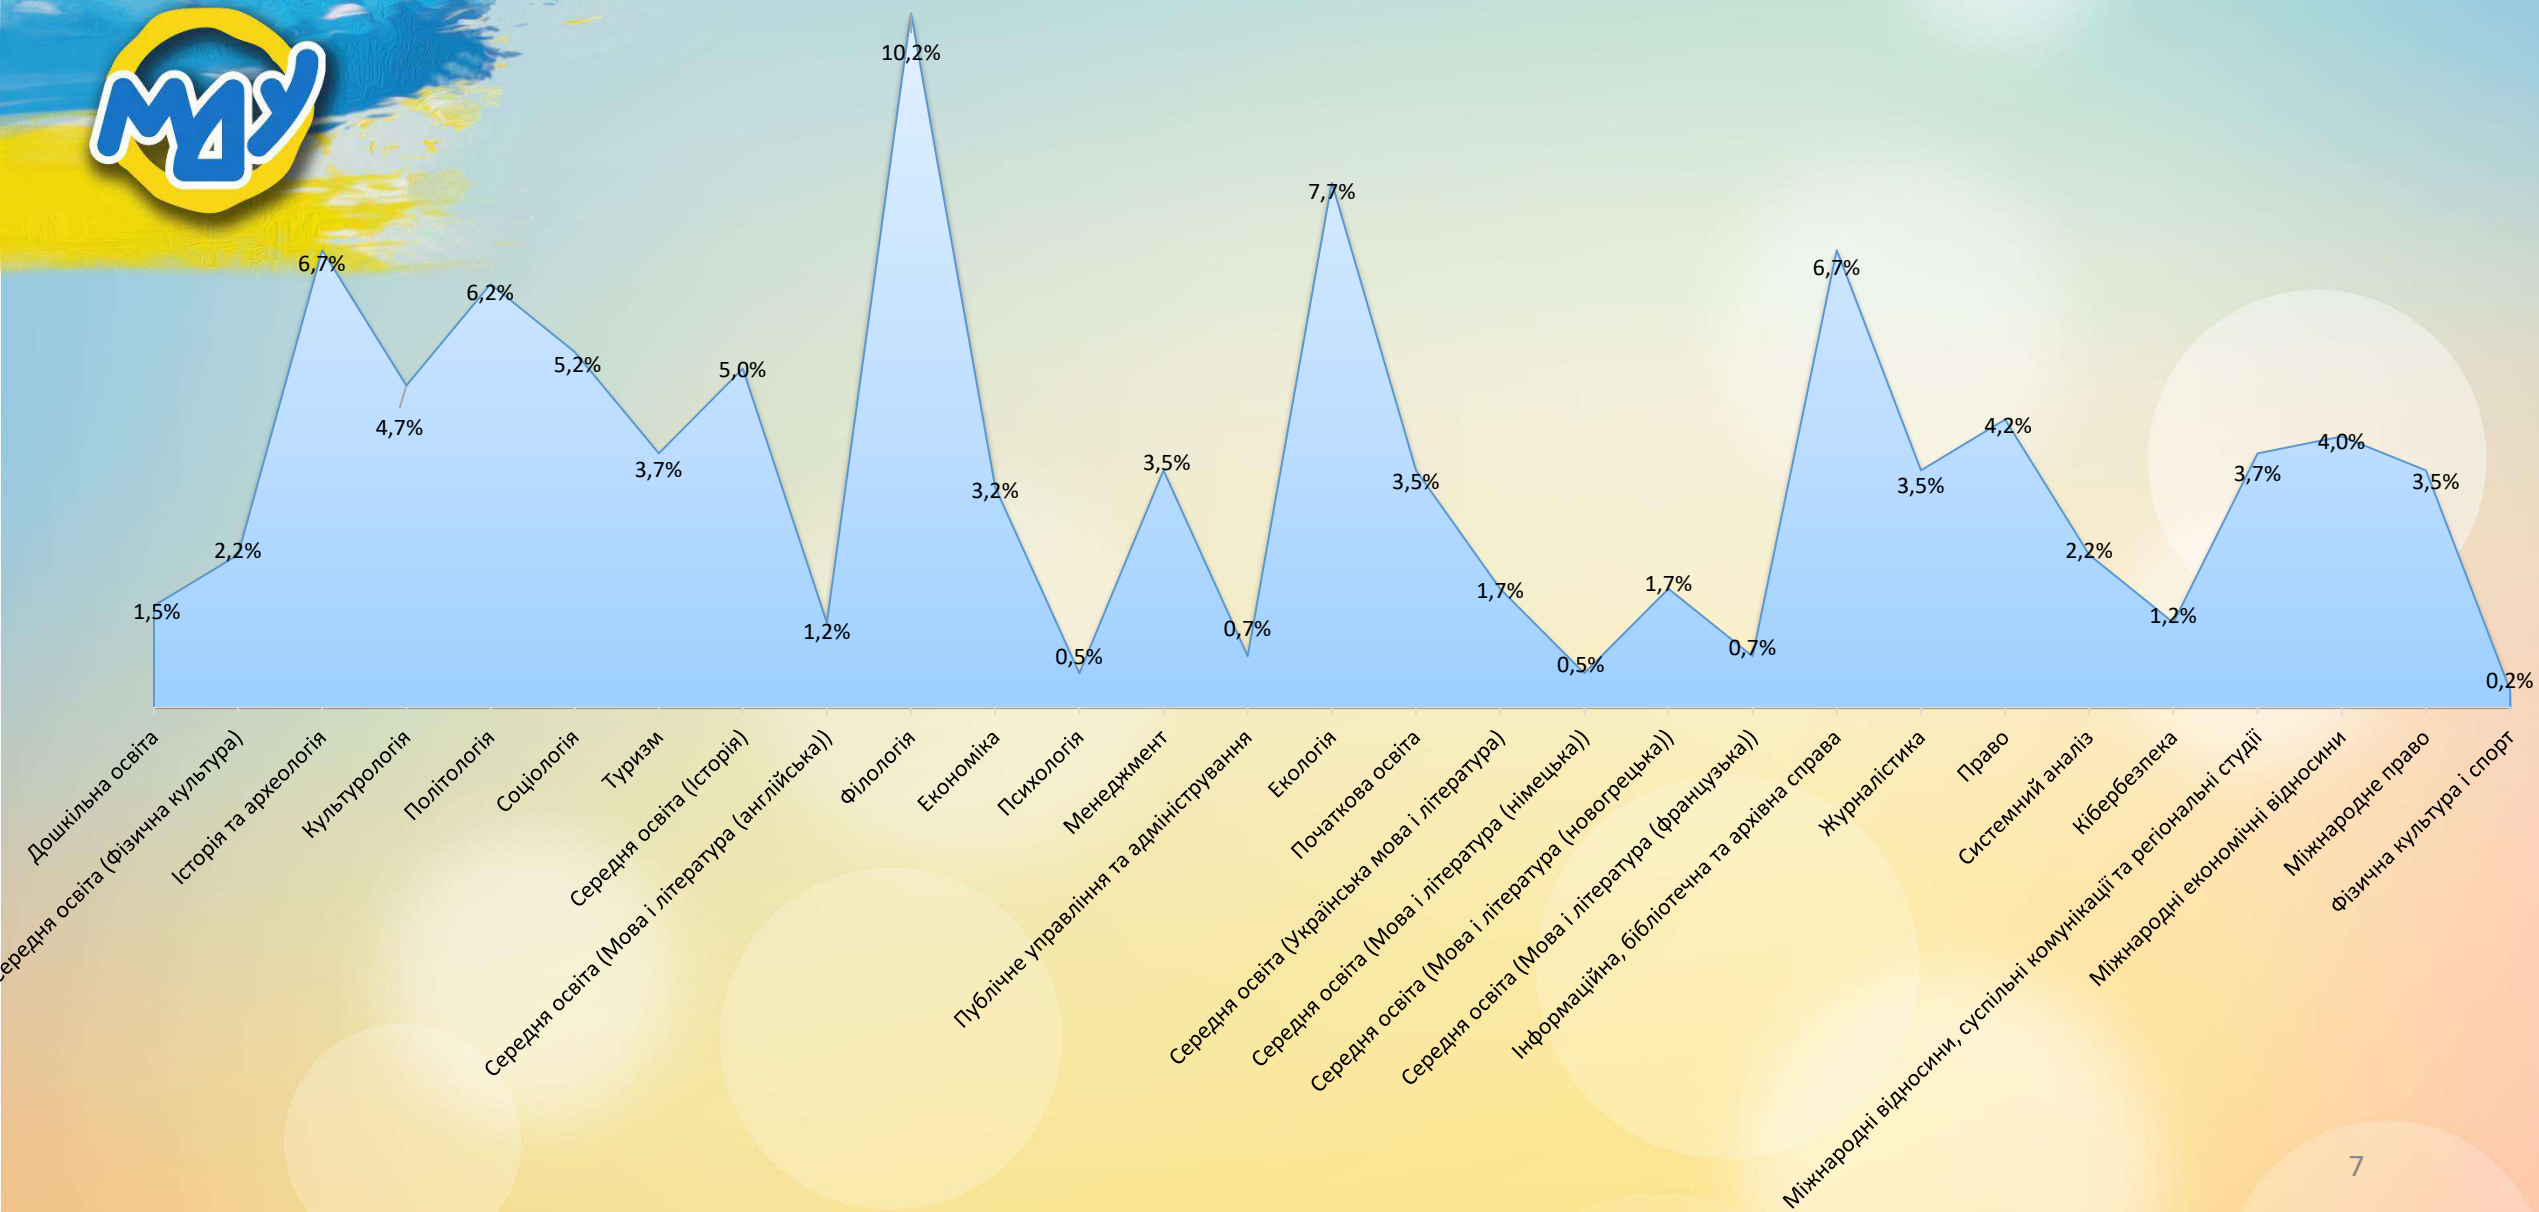 МДУ
10,2%
7,7%
6,7%
6,7%
6,2%
5,2%
5,0%
4,7%
4,2%
4,0%
3,7%
3,5%
3,7%
3,5%
3,5%
3,5%
3,2%
2,2%
2,2%
1,7%
1,7%
1,5%
1,2%
1,2%
0,7%
0,7%
0,5%
0,5%
0,2%
Дошкільна освіта
ередня освіта (Фізична культура)
Історія та археологія
Культурологія
Політологія
Соціологія
Туризм
Середня освіта (Історія)
Середня освіта (Мова і література (англійська))
Філологія
Економіка
Психологія
Менеджмент
Публічне управління та адміністрування
Екологія
Початкова освіта
Середня освіта (Українська мова і література)
Середня освіта (Мова і література (німецька))
Середня освіта (Мова і література (новогрецька))
Середня освіта (Мова і література (французька))
Інформаційна, бібліотечна та архівна справа
Журналістика
Право
Системний аналіз
Кібербезпека
Міжнародні відносини, суспільні комунікації та регіональні студії
Міжнародні економічні відносини
Міжнародне право
Фізична культура і спорт
7